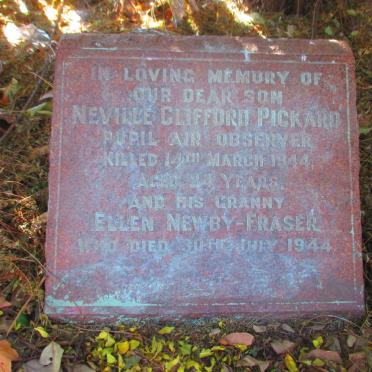 IN LOVING MEMORY OF
OUR DEAR SON
NEVILLE CLIFFORD PICKARD
PUPIL AIR OBSERVER
KILLED 14TH MARCH 1944,
AGED 24 YEARS.
AND HIS GRANNY
ELLEN NEWBY-FRASER
WHO DIED 30TH JULY 1944